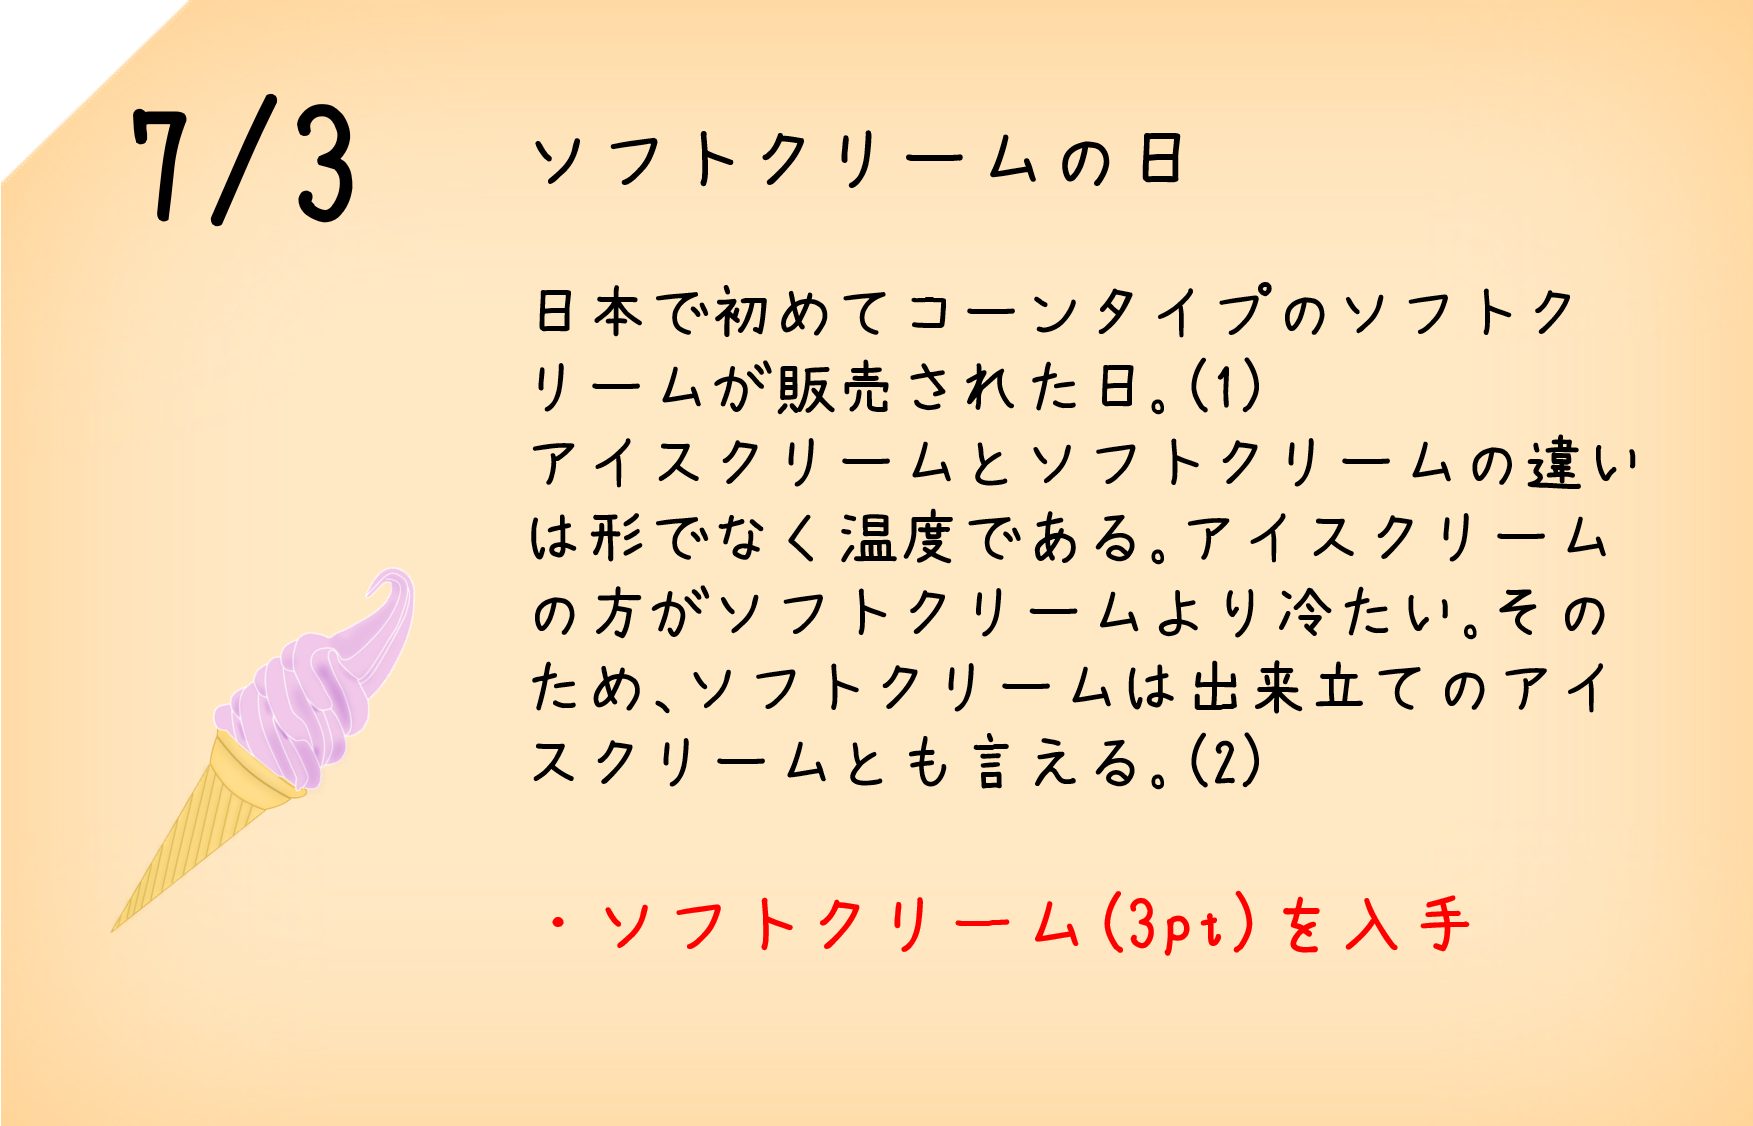 7/3
ソフトクリームの日
日本で初めてコーンタイプのソフトク
リームが販売された日。(1)
アイスクリームとソフトクリームの違い
は形でなく温度である。アイスクリーム
の方がソフトクリームより冷たい。その
ため、ソフトクリームは出来立てのアイ
スクリームとも言える。(2)
・ソフトクリーム(3pt)を入手